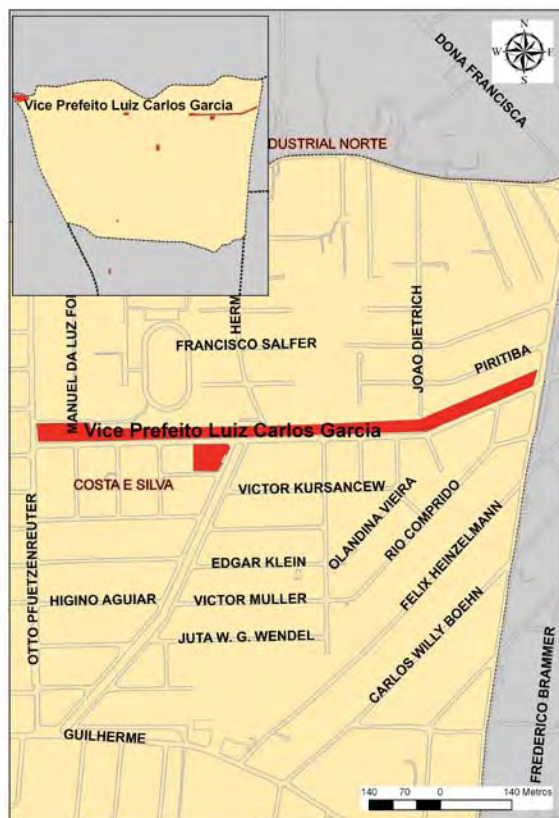 N
W E
S
DONA FRANCISCA
Vice Prefeito Luiz Carlos Garcia
DUSTRIAL NORTE
MANUEL DA LUZ FO
HERM
FRANCISCO SALFER
JOAO DIETRICH
PIRITIBA
Vice Prefeito Luiz Carlos Garcia
COSTA E SILVA
VICTOR KURSANCEW
OLANDINA VIEIRA
RIO COMPRIDO
OTTO PFUETZENREUTER
EDGAR KLEIN
FELIX HEINZELMANN
HIGINO AGUIAR
VICTOR MULLER
JUTA W. G. WENDEL
CARLOS WILLY BOEHN
GUILHERME
FREDERICO BRAMMER
140 70 0 140 Metros